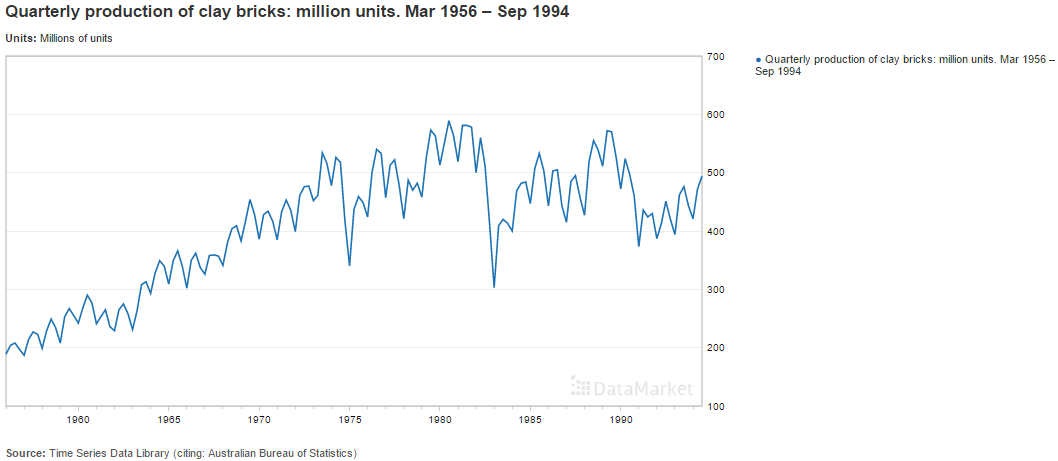 Quarterly production of clay bricks: million units. Mar 1956 – Sep 1994
Units: Millions of units
700
600
500
400
300
200
100
1960 1965 1970 1975 1980 1985 1990
DataMarket
● Quarterly production of clay bricks: million units. Mar 1956 –
Sep 1994
Source: Time Series Data Library (citing: Australian Bureau of Statistics)